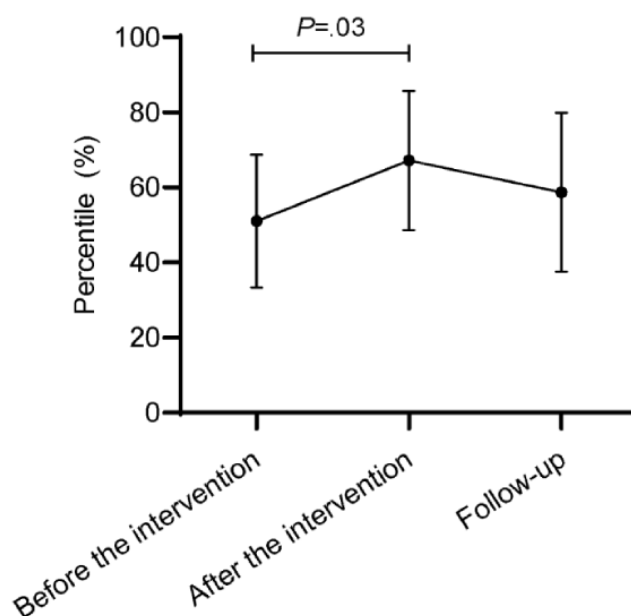 P=.03
100
80
60
40
20
0
Percentile (%)
Before the intervention
After the intervention
Follow-up